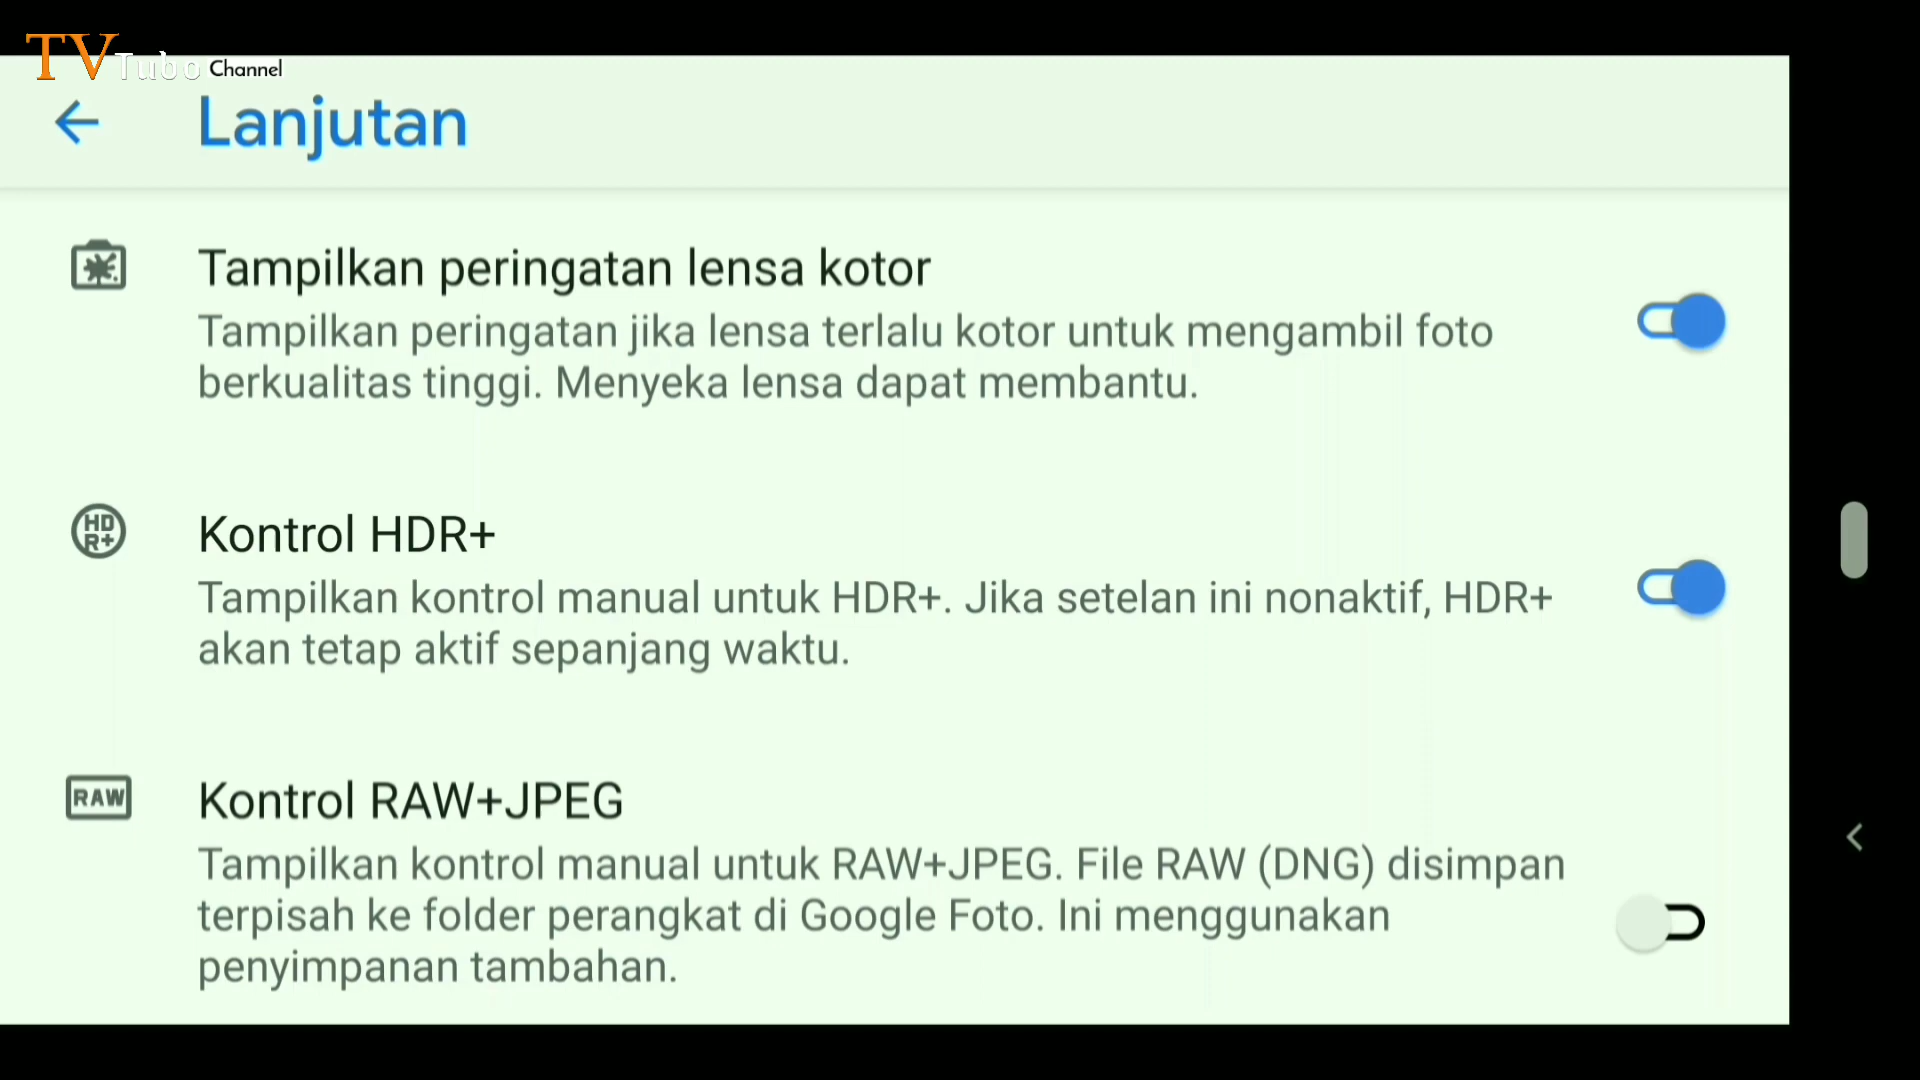 TV Tubo Channel
Lanjutan
Tampilkan peringatan lensa kotor
Tampilkan peringatan jika lensa terlalu kotor untuk mengambil foto
berkualitas tinggi. Menyeka lensa dapat membantu.
HD
R+
Kontrol HDR+
Tampilkan kontrol manual untuk HDR+. Jika setelan ini nonaktif, HDR+
akan tetap aktif sepanjang waktu.
RAW
Kontrol RAW+JPEG
Tampilkan kontrol manual untuk RAW+JPEG. File RAW (DNG) disimpan
terpisah ke folder perangkat di Google Foto. Ini menggunakan
penyimpanan tambahan.